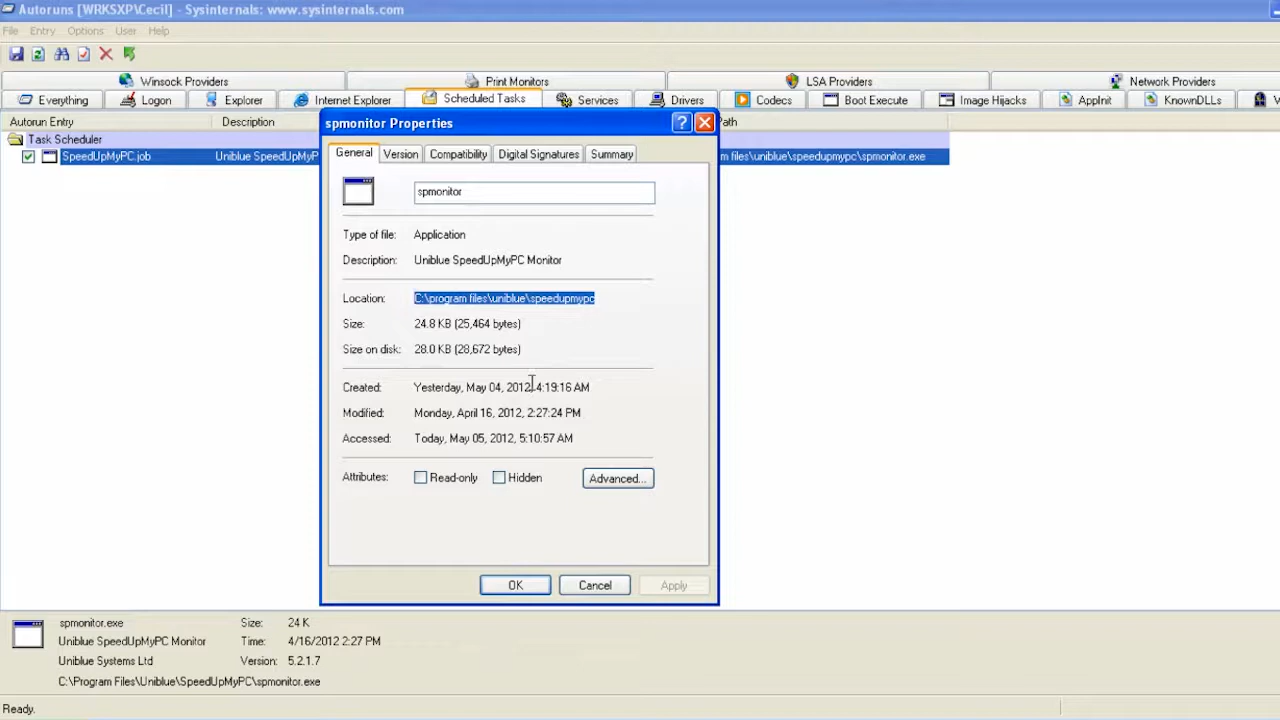 Autoruns [WRKSXP\Cecil] - Sysinternals: www.sysinternals.com
File Entry Options User Help
Winsock Providers Print Monitors LSA Providers Network Providers
Everything Logon Explorer Internet Explorer Scheduled Tasks Services Drivers Codecs Boot Execute Image Hijacks AppInit KnownDLLs W
Autorun Entry Description Path
Task Scheduler
SpeedUpMyPC.job Uniblue SpeedUpMyP m files\uniblue\speedupmypc\spmonitor.exe
spmonitor Properties
General Version Compatibility Digital Signatures Summary
spmonitor
Type of file: Application
Description: Uniblue SpeedUpMyPC Monitor
Location: C:\program files\uniblue\speedupmypc
Size: 24.8 KB (25,464 bytes)
Size on disk: 28.0 KB (28,672 bytes)
Created: Yesterday, May 04, 2012, 4:19:16 AM
Modified: Monday, April 16, 2012, 2:27:24 PM
Accessed: Today, May 05, 2012, 5:10:57 AM
Attributes: Read-only Hidden Advanced...
OK Cancel Apply
spmonitor.exe Size: 24 K
Uniblue SpeedUpMyPC Monitor Time: 4/16/2012 2:27 PM
Uniblue Systems Ltd Version: 5.2.1.7
C:\Program Files\Uniblue\SpeedUpMyPC\spmonitor.exe
Ready.